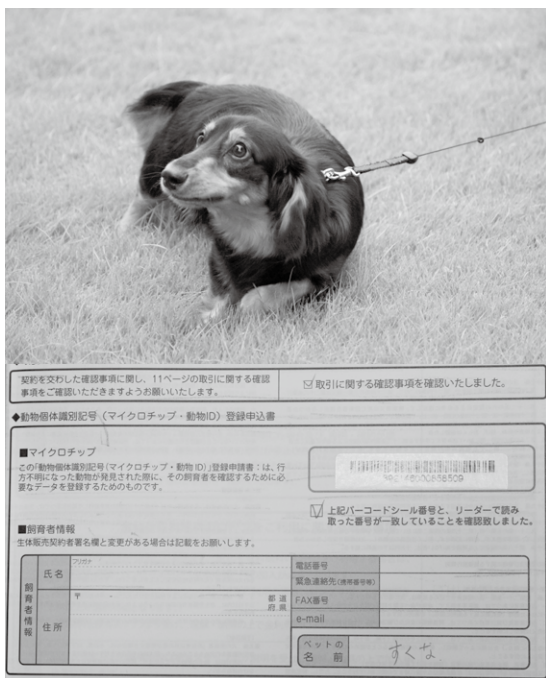 契約を交わした確認事項に関し、11ページの取引に関する確認
事項をご確認いただきますようお願いいたします。
☑取引に関する確認事項を確認いたしました。
◆動物個体識別記号（マイクロチップ・動物ID）登録申込書
■マイクロチップ
この「動物個体識別記号(マイクロチップ・動物 ID)」登録申請書：は、行
方不明になった動物が発見された際に、その飼育者を確認するために必
要なデータを登録するためのものです。
☑ 上記バーコードシール番号と、リーダーで読み
取った番号が一致していることを確認致しました。
■飼育者情報
生体販売契約者署名欄と変更がある場合は記載をお願いします。
飼育者情報
氏名
フリガナ
住所
〒 -
都 道
府 県
電話番号
緊急連絡先(携帯番号等)
FAX番号
e-mail
ペットの
名 前
すくな